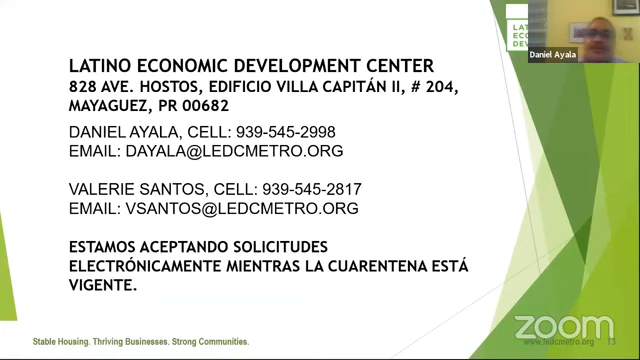 LATINO ECONOMIC DEVELOPMENT CENTER
828 AVE. HOSTOS, EDIFICIO VILLA CAPITÁN II, # 204,
MAYAGUEZ, PR 00682
DANIEL AYALA, CELL: 939-545-2998
EMAIL: DAYALA@LEDCMETRO.ORG
VALERIE SANTOS, CELL: 939-545-2817
EMAIL: VSANTOS@LEDCMETRO.ORG
ESTAMOS ACEPTANDO SOLICITUDES
ELECTRÓNICAMENTE MIENTRAS LA CUARENTENA ESTÁ
VIGENTE.
Stable Housing. Thriving Businesses. Strong Communities.
www.ledcmetro.org 13
zoom
Daniel Ayala